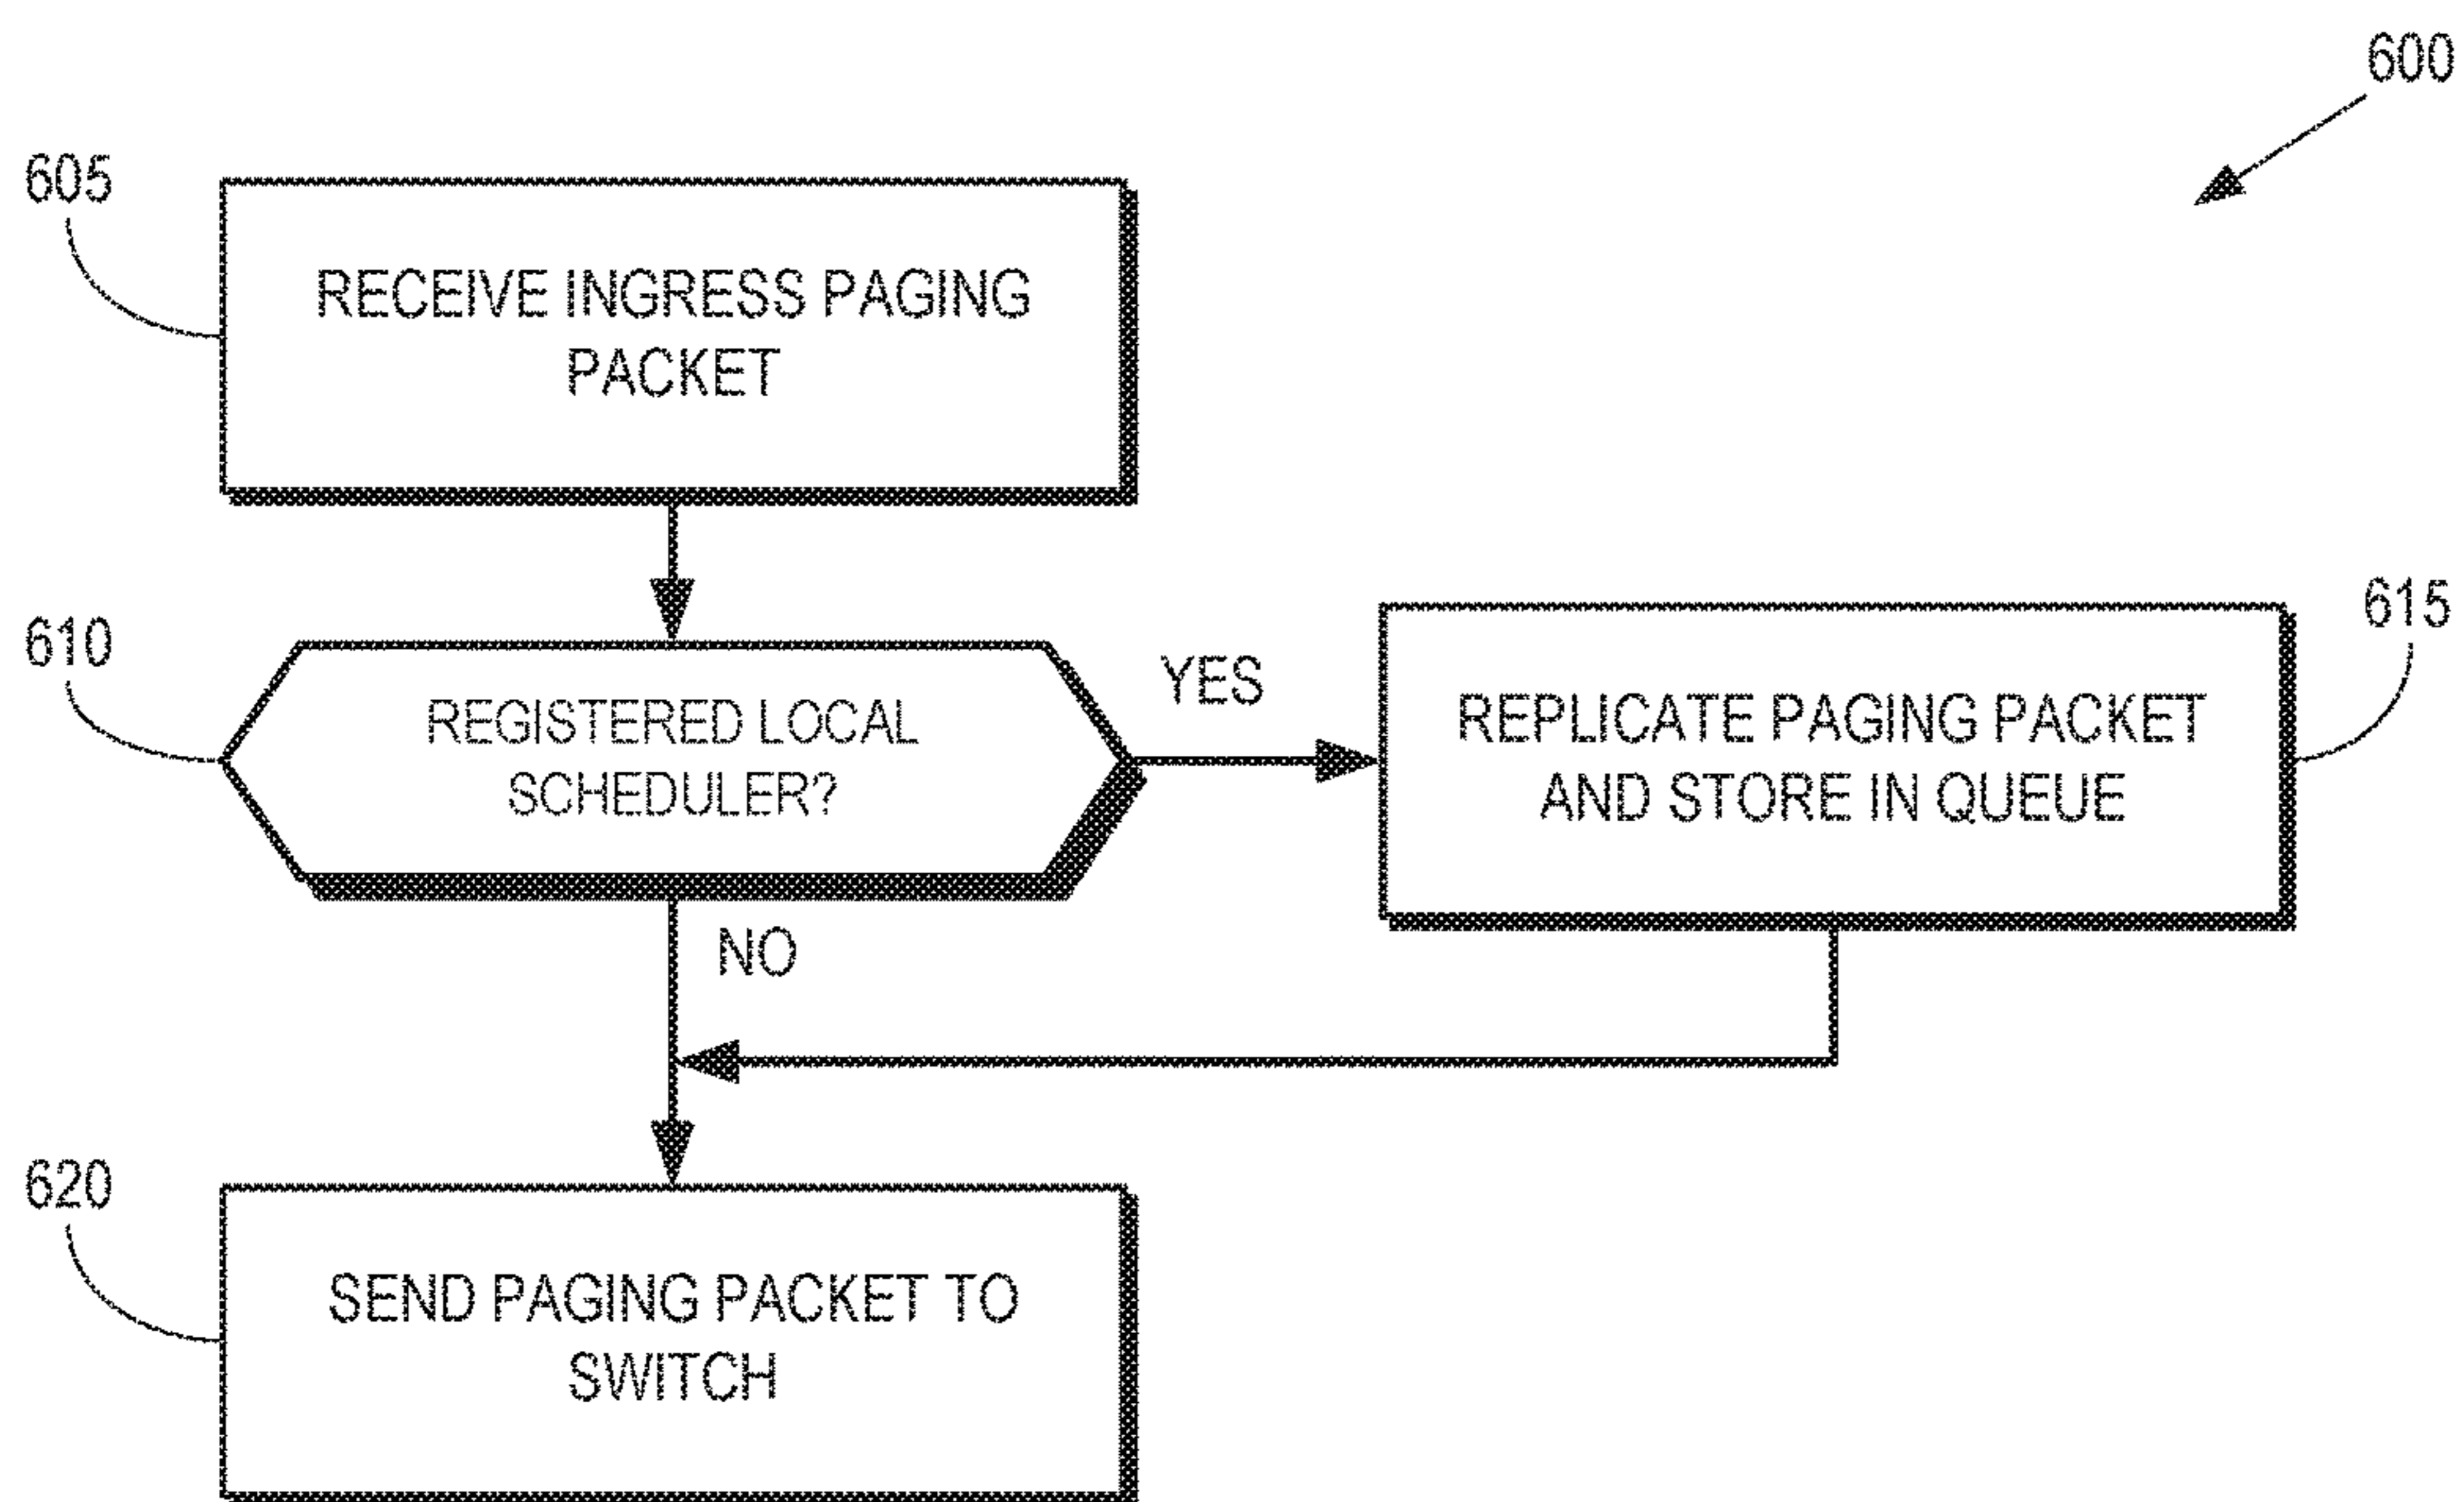 600
605
RECEIVE INGRESS PAGING
PACKET
610
REGISTERED LOCAL
SCHEDULER?
YES
615
REPLICATE PAGING PACKET
AND STORE IN QUEUE
NO
620
SEND PAGING PACKET TO
SWITCH